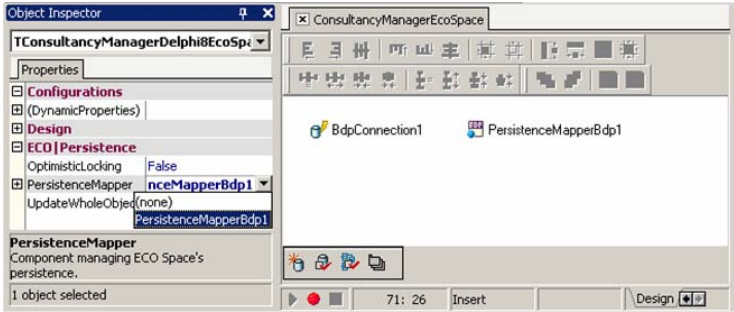 Object Inspector
TConsultancyManagerDelphi8EcoSpa
Properties
Configurations
(DynamicProperties)
Design
ECO|Persistence
OptimisticLocking False
PersistenceMapper nceMapperBdp1
UpdateWholeObjec (none)
PersistenceMapperBdp1
PersistenceMapper
Component managing ECO Space's
persistence.
1 object selected
ConsultancyManagerEcoSpace
BdpConnection1 PersistenceMapperBdp1
71: 26 Insert Design